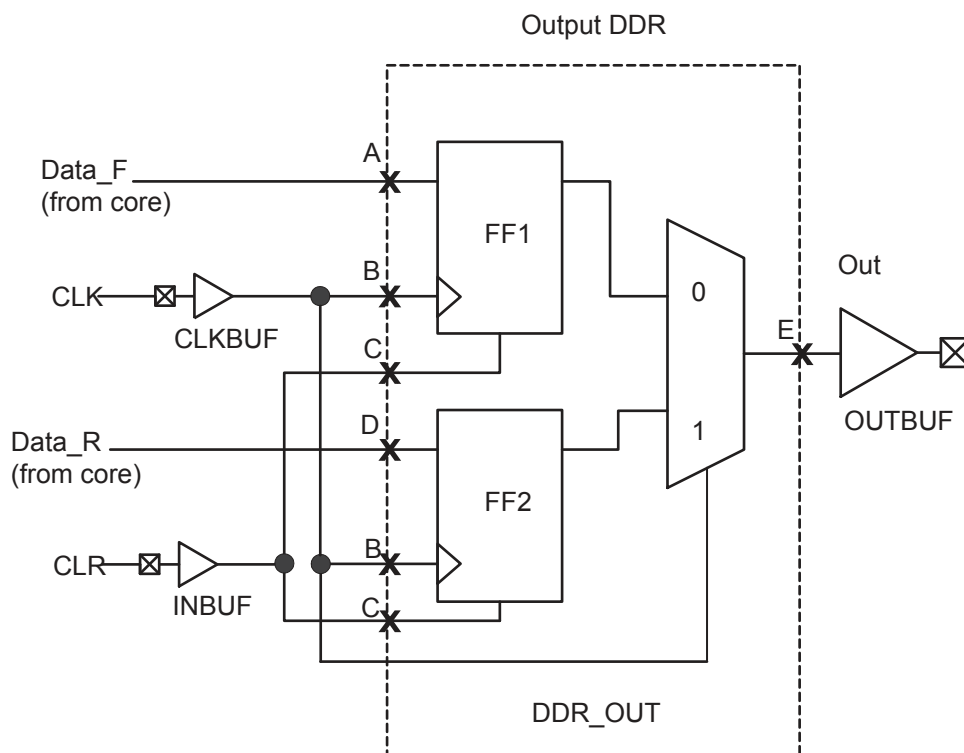 Output DDR
A
Data_F
(from core)
FF1
B
CLK
CLKBUF
0
Out
E
C
OUTBUF
D
Data_R
(from core)
1
FF2
B
CLR
INBUF
C
DDR_OUT